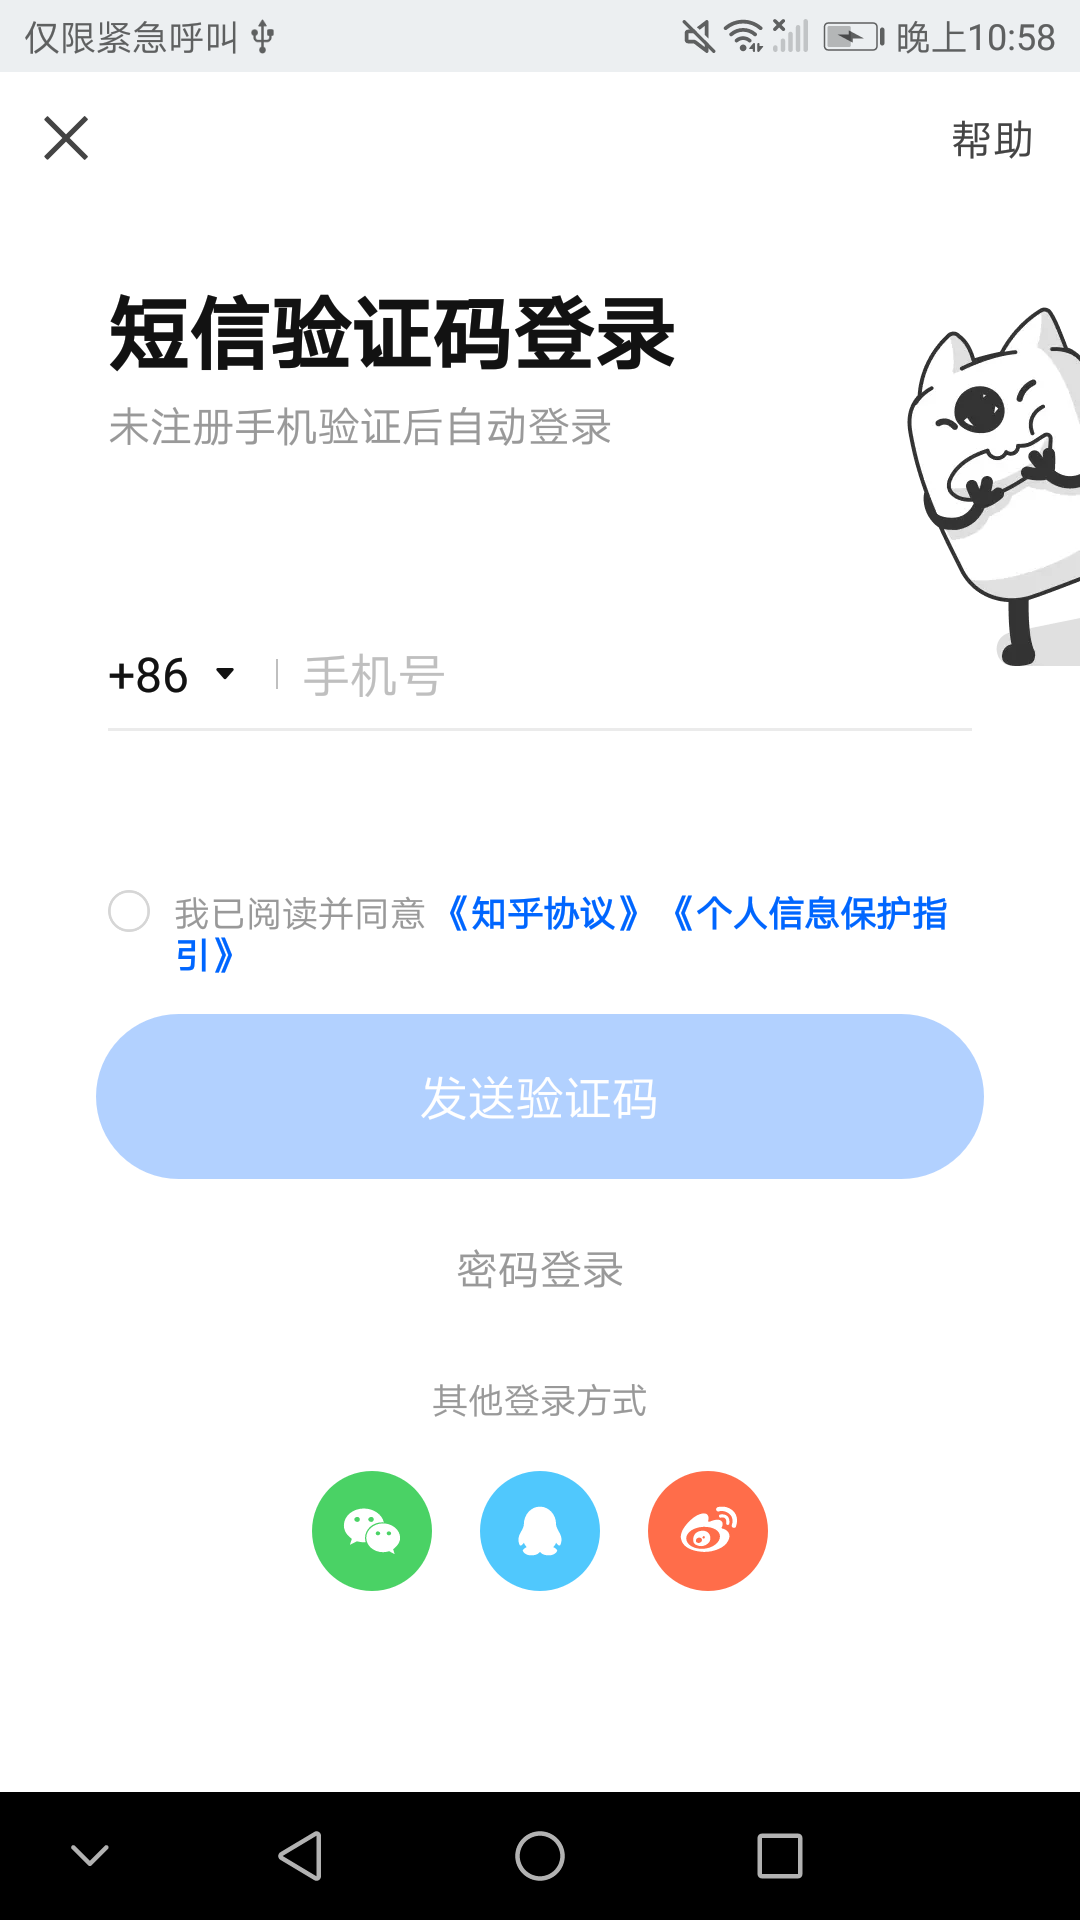 仅限紧急呼叫 晚上10:58
帮助
短信验证码登录
未注册手机验证后自动登录
+86 手机号
我已阅读并同意《知乎协议》《个人信息保护指
引》
发送验证码
密码登录
其他登录方式